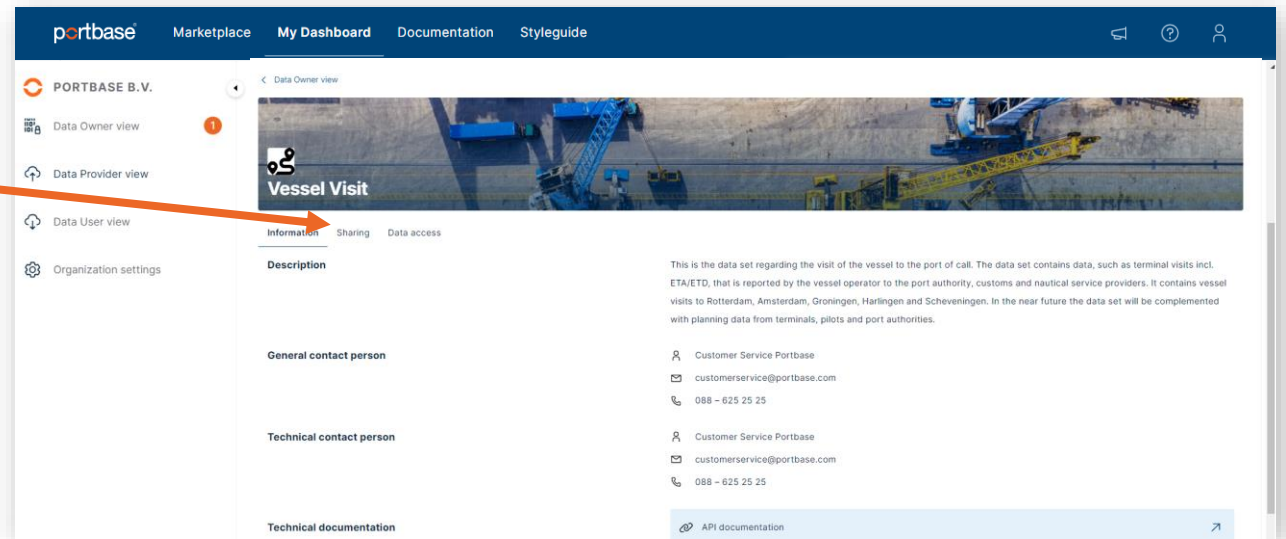 portbase
Marketplace
My Dashboard
Documentation
Styleguide
PORTBASE B.V.
Data Owner view
1
Data Provider view
Data User view
Organization settings
Data Owner view
Vessel Visit
Information
Sharing
Data access
Description
This is the data set regarding the visit of the vessel to the port of call. The data set contains data, such as terminal visits incl.
ETA/ETD, that is reported by the vessel operator to the port authority, customs and nautical service providers. It contains vessel
visits to Rotterdam, Amsterdam, Groningen, Harlingen and Scheveningen. In the near future the data set will be complemented
with planning data from terminals, pilots and port authorities.
General contact person
Customer Service Portbase
customerservice@portbase.com
088 – 625 25 25
Technical contact person
Customer Service Portbase
customerservice@portbase.com
088 – 625 25 25
Technical documentation
API documentation